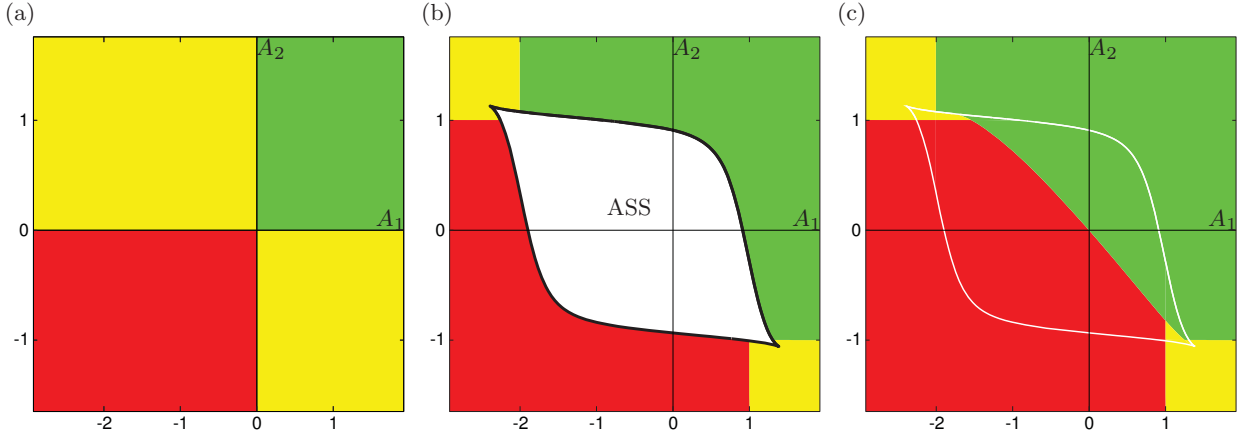 (a) (b) (c)
A₂ A₂ A₂
1 1 1
ASS
A₁ A₁ A₁
0 0 0
-1 -1 -1
-2 -1 0 1 -2 -1 0 1 -2 -1 0 1